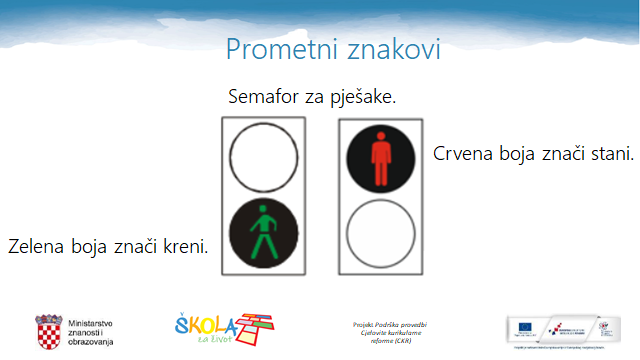 Prometni znakovi
Semafor za pješake.
Crvena boja znači stani.
Zelena boja znači kreni.
Ministarstvo
znanosti i
obrazovanja
ŠKOLA
za život
Projekt Podrška provedbi
Cjelovite kurikularne
reforme (CKR)